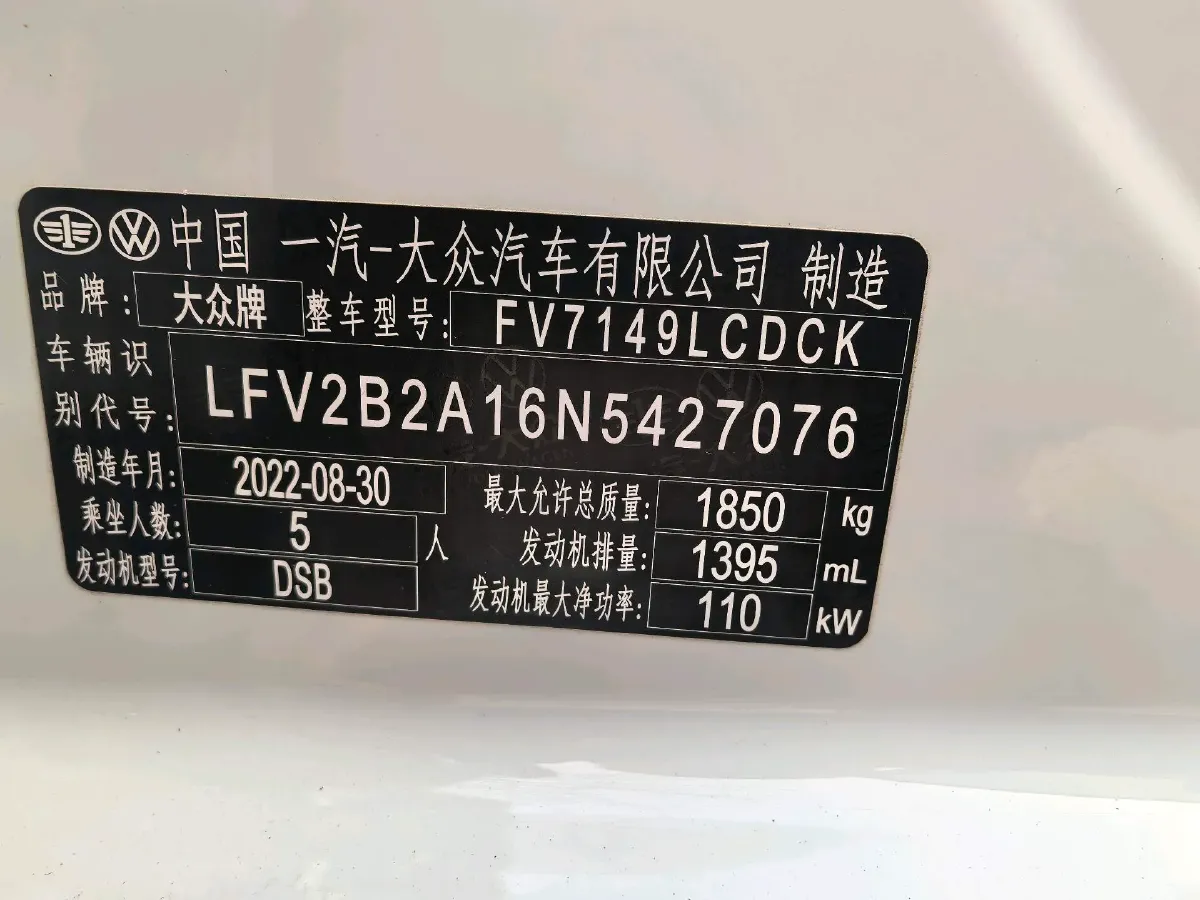 中国 一汽-大众汽车有限公司 制造
品牌: 大众牌 整车型号: FV7149LCDCK
车辆识别代号: LFV2B2A16N5427076
制造年月: 2022-08-30 最大允许总质量: 1850 kg
乘坐人数: 5 人 发动机排量: 1395 mL
发动机型号: DSB 发动机最大净功率: 110 kW